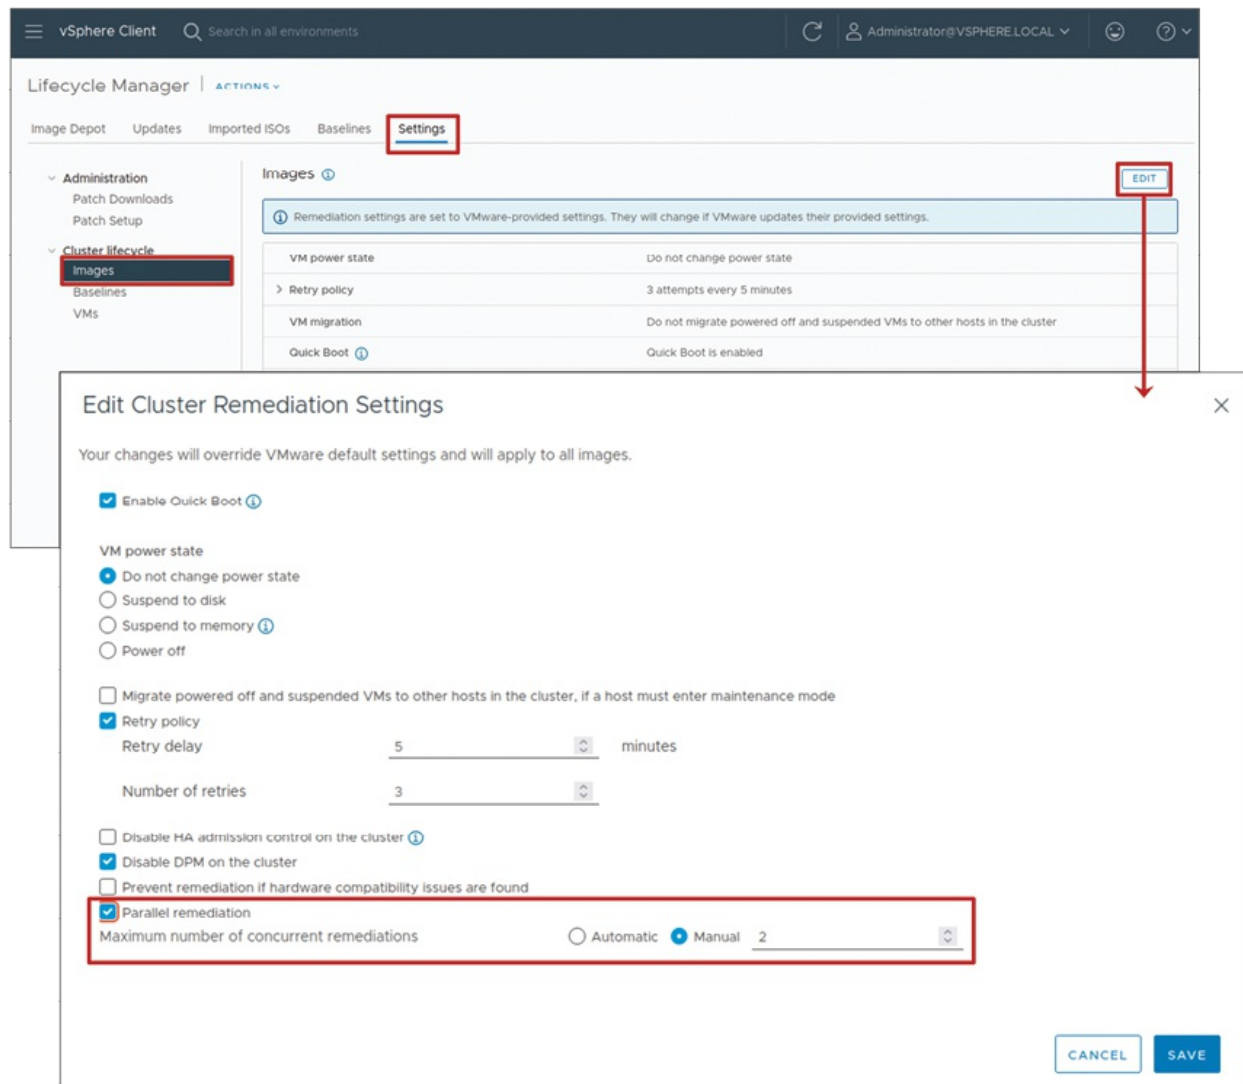 vSphere Client Search in all environments Administrator@VSPHERE.LOCAL
Lifecycle Manager ACTIONS
Image Depot Updates Imported ISOs Baselines Settings
Administration
Patch Downloads
Patch Setup
Cluster lifecycle
Images
Baselines
VMs
Images
EDIT
Remediation settings are set to VMware-provided settings. They will change if VMware updates their provided settings.
VM power state Do not change power state
Retry policy 3 attempts every 5 minutes
VM migration Do not migrate powered off and suspended VMs to other hosts in the cluster
Quick Boot Quick Boot is enabled
Edit Cluster Remediation Settings
Your changes will override VMware default settings and will apply to all images.
Enable Quick Boot
VM power state
Do not change power state
Suspend to disk
Suspend to memory
Power off
Migrate powered off and suspended VMs to other hosts in the cluster, if a host must enter maintenance mode
Retry policy
Retry delay 5 minutes
Number of retries 3
Disable HA admission control on the cluster
Disable DPM on the cluster
Prevent remediation if hardware compatibility issues are found
Parallel remediation
Maximum number of concurrent remediations Automatic Manual 2
CANCEL SAVE